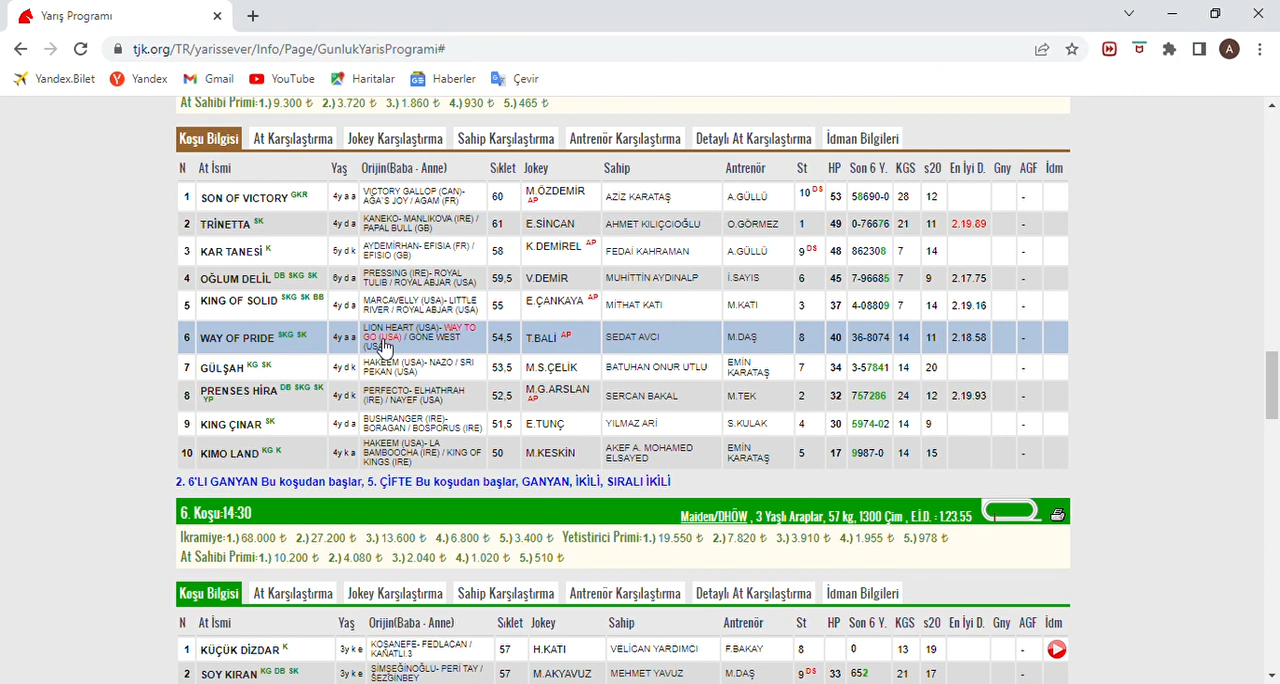 Yarış Programı
tjk.org/TR/yarissever/Info/Page/GunlukYarisProgrami#
A
Yandex.Bilet Yandex Gmail YouTube Haritalar Haberler Çevir
At Sahibi Primi:1.) 9.300 ₺ 2.) 3.720 ₺ 3.) 1.860 ₺ 4.) 930 ₺ 5.) 465 ₺
Koşu Bilgisi At Karşılaştırma Jokey Karşılaştırma Sahip Karşılaştırma Antrenör Karşılaştırma Detaylı At Karşılaştırma İdman Bilgileri
N At İsmi Yaş Orijin(Baba - Anne) Sıklet Jokey Sahip Antrenör St HP Son 6 Y. KGS s20 En İyi D. Gny AGF İdm
1 SON OF VICTORY GKR 4y a a VICTORY GALLOP (CAN)- AĞA'S JOY / AGAM (FR) 60 M.ÖZDEMİR AP AZİZ KARATAŞ A.GÜLLÜ 10 DS 53 58690-0 28 12 -
2 TRİNETTA SK 4y d a KANEKO- MANLIKOVA (IRE) / PAPAL BULL (GB) 61 E.SİNCAN AHMET KILIÇCIOĞLU O.GÖRMEZ 1 49 0-76676 21 11 2.19.89 -
3 KAR TANESİ K 5y d k AYDEMİRHAN- EFISIA (FR) / EFISIO (GB) 58 K.DEMİREL AP FEDAİ KAHRAMAN A.GÜLLÜ 9 DS 48 862308 7 14 -
4 OĞLUM DELİL DB SKG SK 6y d k PRESSING (IRE)- ROYAL TULIB / ROYAL ABJAR (USA) 59,5 V.DEMİR MUHİTTİN AYDINALP İ.SAYIS 6 45 7-96685 7 9 2.17.75 -
5 KING OF SOLID SKG SK BB 4y d a MARCAVELLY (USA)- LITTLE RIVER / ROYAL ABJAR (USA) 55 E.ÇANKAYA AP MİTHAT KATI M.KATI 3 37 4-08809 7 14 2.19.16 -
6 WAY OF PRIDE SKG SK 4y a a LION HEART (USA)- WAY TO GO (USA) / GONE WEST (USA) 54,5 T.BALİ AP SEDAT AVCI M.DAŞ 8 40 36-8074 14 11 2.18.58 -
7 GÜLŞAH KG SK 4y d k HAKEEM (USA)- NAZO / SRI PEKAN (USA) 53,5 M.S.ÇELİK BATUHAN ONUR UTLU EMİN KARATAŞ 7 34 3-57841 14 20 -
8 PRENSES HİRA DB SKG SK YP 4y d k PERFECTO- ELHATHRAH (IRE) / NAYEF (USA) 52,5 M.G.ARSLAN AP SERCAN BAKAL M.TEK 2 32 757286 24 12 2.19.93 -
9 KING ÇINAR SK 4y d a BUSHRANGER (IRE)- BORAGAN / BOSPORUS (IRE) 51,5 E.TUNÇ YILMAZ ARİ S.KULAK 4 30 5974-02 14 9 -
10 KIMO LAND KG K 4y k a HAKEEM (USA)- LA BAMBOOCHA (IRE) / KING OF KINGS (IRE) 50 M.KESKİN AKEF A. MOHAMED ELSAYED EMİN KARATAŞ 5 17 9987-0 14 15 -
2. 6'LI GANYAN Bu koşudan başlar, 5. ÇİFTE Bu koşudan başlar, GANYAN, İKİLİ, SIRALI İKİLİ
6. Koşu:14:30 Maiden/DHÖW , 3 Yaşlı Araplar, 57 kg, 1300 Çim , E.İ.D. : 1.23.55
İkramiye:1.) 68.000 ₺ 2.) 27.200 ₺ 3.) 13.600 ₺ 4.) 6.800 ₺ 5.) 3.400 ₺ Yetistirici Primi:1.) 19.550 ₺ 2.) 7.820 ₺ 3.) 3.910 ₺ 4.) 1.955 ₺ 5.) 978 ₺
At Sahibi Primi:1.) 10.200 ₺ 2.) 4.080 ₺ 3.) 2.040 ₺ 4.) 1.020 ₺ 5.) 510 ₺
Koşu Bilgisi At Karşılaştırma Jokey Karşılaştırma Sahip Karşılaştırma Antrenör Karşılaştırma Detaylı At Karşılaştırma İdman Bilgileri
N At İsmi Yaş Orijin(Baba - Anne) Sıklet Jokey Sahip Antrenör St HP Son 6 Y. KGS s20 En İyi D. Gny AGF İdm
1 KÜÇÜK DİZDAR K 3y k e KOSANEFE- FEDLACAN / KANATLI.3 57 H.KATI VELİCAN YARDIMCI F.BAKAY 8 0 13 19 -
2 SOY KIRAN KG DB SK 3y k e ŞİMŞEĞİNOĞLU- PERİ TAY / SEZGİNBEY 57 M.AKYAVUZ MEHMET YAVUZ M.DAŞ 9 DS 33 652 21 17 -